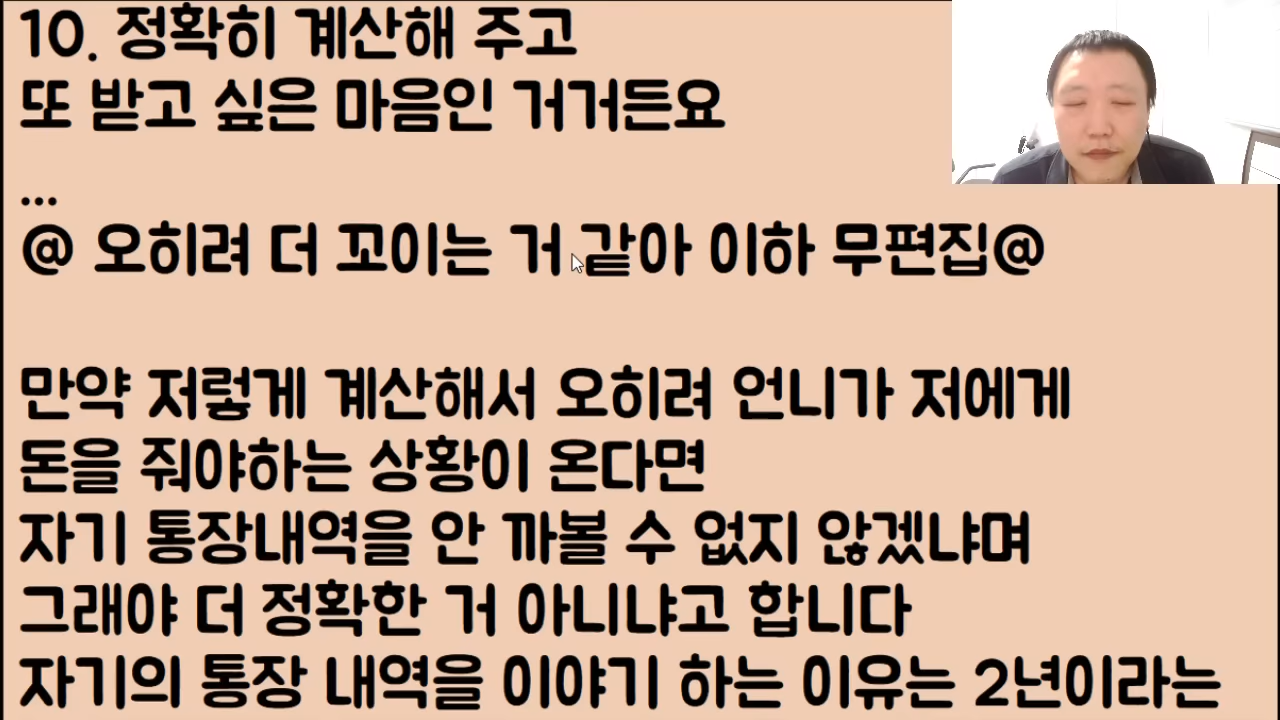 10. 정확히 계산해 주고
또 받고 싶은 마음인 거거든요
...
@ 오히려 더 꼬이는 거 같아 이하 무편집@
만약 저렇게 계산해서 오히려 언니가 저에게
돈을 줘야하는 상황이 온다면
자기 통장내역을 안 까볼 수 없지 않겠냐며
그래야 더 정확한 거 아니냐고 합니다
자기의 통장 내역을 이야기 하는 이유는 2년이라는